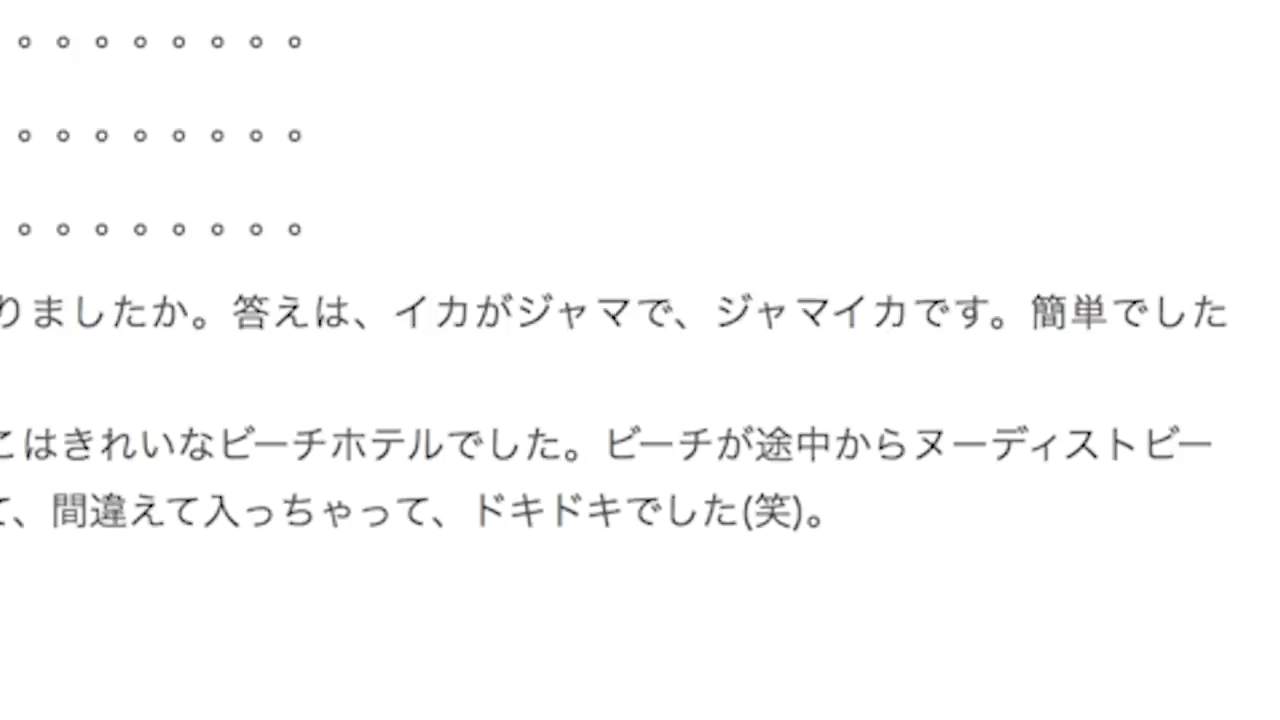 。。。。。。。。
。。。。。。。。
。。。。。。。。
りましたか。答えは、イカがジャマで、ジャマイカです。簡単でした
こはきれいなビーチホテルでした。ビーチが途中からヌーディストビー
て、間違えて入っちゃって、ドキドキでした(笑)。